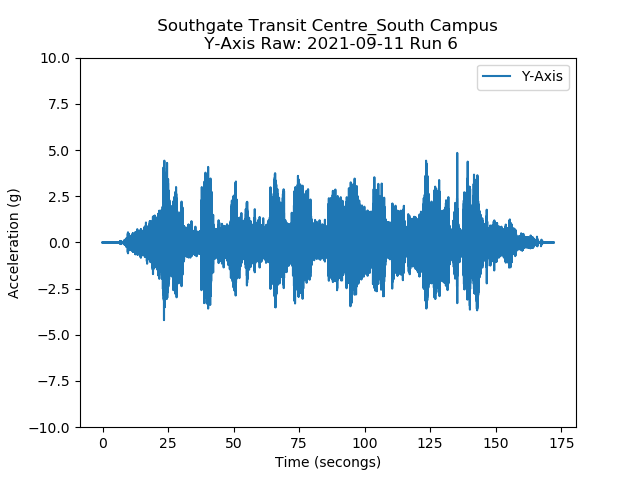 Southgate Transit Centre_South Campus
Y-Axis Raw: 2021-09-11 Run 6
Y-Axis
10.0
7.5
5.0
2.5
0.0
−2.5
−5.0
−7.5
−10.0
Acceleration (g)
0 25 50 75 100 125 150 175
Time (secongs)